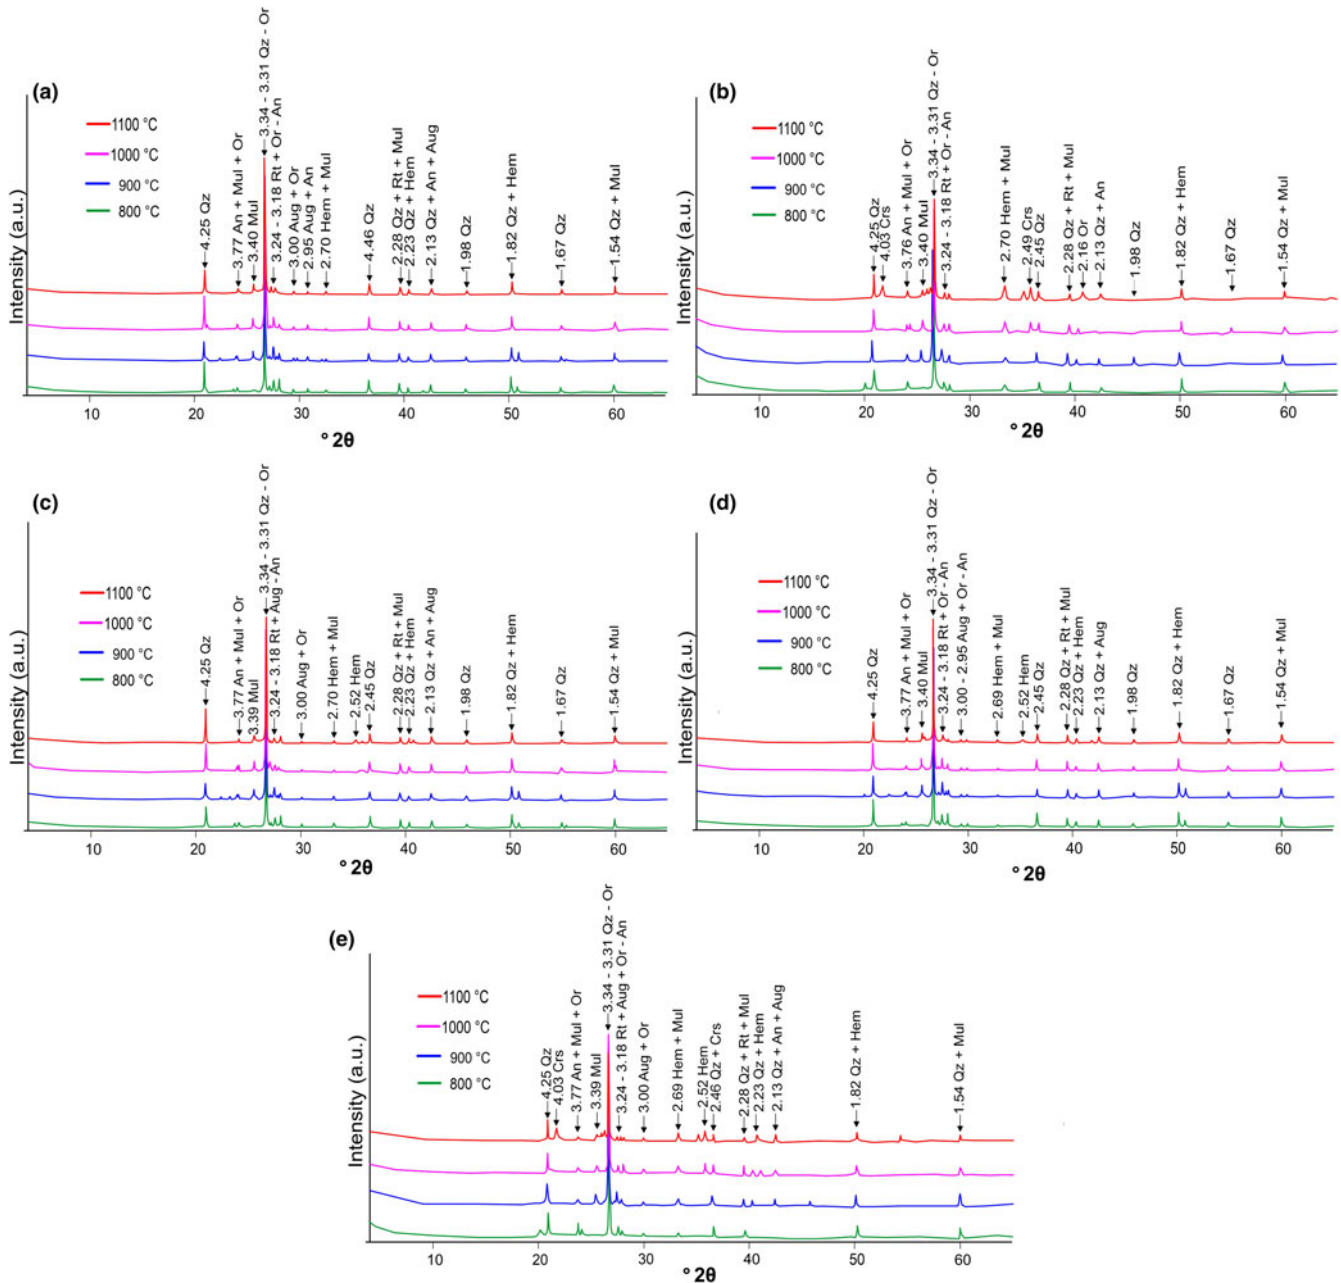 (a)
1100 °C
1000 °C
900 °C
800 °C
Intensity (a.u.)
4.25 Qz
3.77 An + Mul + Or
3.40 Mul
3.34 - 3.31 Qz - Or
3.24 - 3.18 Rt + Or - An
3.00 Aug + Or
2.95 Aug + An
2.70 Hem + Mul
4.46 Qz
2.28 Qz + Rt + Mul
2.23 Qz + Hem
2.13 Qz + An + Aug
1.98 Qz
1.82 Qz + Hem
1.67 Qz
1.54 Qz + Mul
10 20 30 40 50 60
° 2θ
(b)
1100 °C
1000 °C
900 °C
800 °C
Intensity (a.u.)
4.25 Qz
4.03 Crs
3.76 An + Mul + Or
3.40 Mul
3.34 - 3.31 Qz - Or
3.24 - 3.18 Rt + Or - An
2.70 Hem + Mul
2.49 Crs
2.45 Qz
2.28 Qz + Rt + Mul
2.16 Or
2.13 Qz + An
1.98 Qz
1.82 Qz + Hem
1.67 Qz
1.54 Qz + Mul
10 20 30 40 50 60
° 2θ
(c)
1100 °C
1000 °C
900 °C
800 °C
Intensity (a.u.)
4.25 Qz
3.77 An + Mul + Or
3.39 Mul
3.34 - 3.31 Qz - Or
3.24 - 3.18 Rt + Aug - An
3.00 Aug + Or
2.70 Hem + Mul
2.52 Hem
2.45 Qz
2.28 Qz + Rt + Mul
2.23 Qz + Hem
2.13 Qz + An + Aug
1.98 Qz
1.82 Qz + Hem
1.67 Qz
1.54 Qz + Mul
10 20 30 40 50 60
° 2θ
(d)
1100 °C
1000 °C
900 °C
800 °C
Intensity (a.u.)
4.25 Qz
3.77 An + Mul + Or
3.40 Mul
3.34 - 3.31 Qz - Or
3.24 - 3.18 Rt + Or - An
3.00 - 2.95 Aug + Or - An
2.69 Hem + Mul
2.52 Hem
2.45 Qz
2.28 Qz + Rt + Mul
2.23 Qz + Hem
2.13 Qz + Aug
1.98 Qz
1.82 Qz + Hem
1.67 Qz
1.54 Qz + Mul
10 20 30 40 50 60
° 2θ
(e)
1100 °C
1000 °C
900 °C
800 °C
Intensity (a.u.)
4.25 Qz
4.03 Crs
3.77 An + Mul + Or
3.39 Mul
3.34 - 3.31 Qz - Or
3.24 - 3.18 Rt + Aug + Or - An
3.00 Aug + Or
2.69 Hem + Mul
2.52 Hem
2.46 Qz + Crs
2.28 Qz + Rt + Mul
2.23 Qz + Hem
2.13 Qz + An + Aug
1.82 Qz + Hem
1.54 Qz + Mul
10 20 30 40 50 60
° 2θ